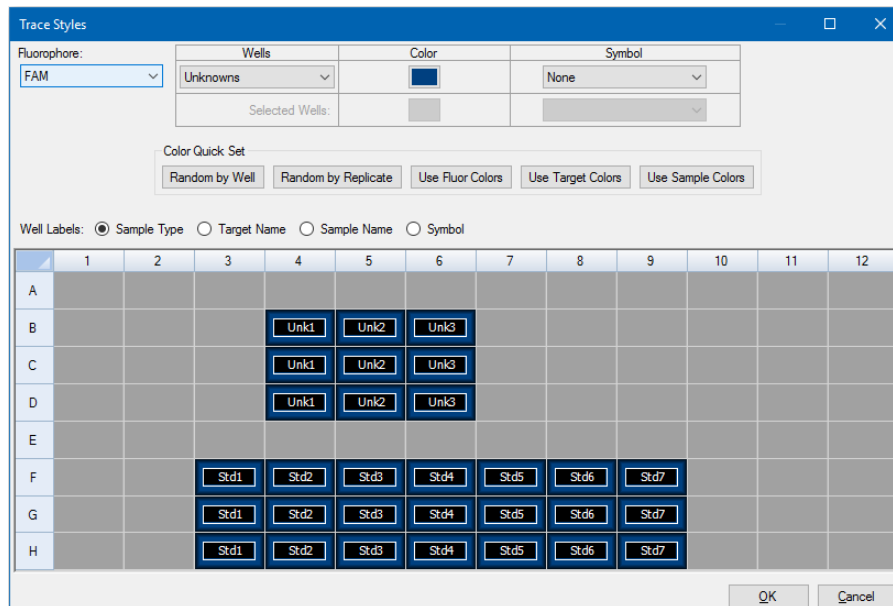 Trace Styles
Fluorophore:
FAM
Wells Color Symbol
Unknowns None
Selected Wells:
Color Quick Set
Random by Well Random by Replicate Use Fluor Colors Use Target Colors Use Sample Colors
Well Labels: Sample Type Target Name Sample Name Symbol
1 2 3 4 5 6 7 8 9 10 11 12
A
B Unk1 Unk2 Unk3
C Unk1 Unk2 Unk3
D Unk1 Unk2 Unk3
E
F Std1 Std2 Std3 Std4 Std5 Std6 Std7
G Std1 Std2 Std3 Std4 Std5 Std6 Std7
H Std1 Std2 Std3 Std4 Std5 Std6 Std7
OK Cancel